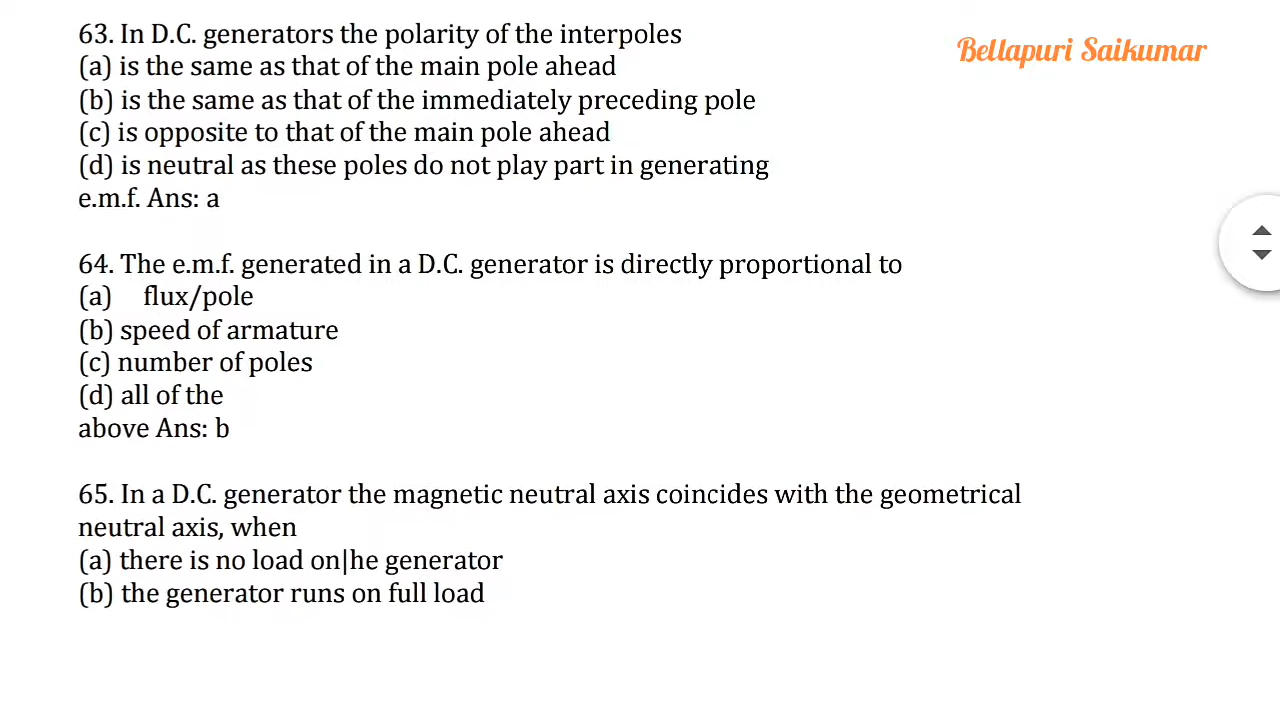 63. In D.C. generators the polarity of the interpoles
Bellapuri Saikumar
(a) is the same as that of the main pole ahead
(b) is the same as that of the immediately preceding pole
(c) is opposite to that of the main pole ahead
(d) is neutral as these poles do not play part in generating
e.m.f. Ans: a
64. The e.m.f. generated in a D.C. generator is directly proportional to
(a) flux/pole
(b) speed of armature
(c) number of poles
(d) all of the
above Ans: b
65. In a D.C. generator the magnetic neutral axis coincides with the geometrical
neutral axis, when
(a) there is no load on|he generator
(b) the generator runs on full load